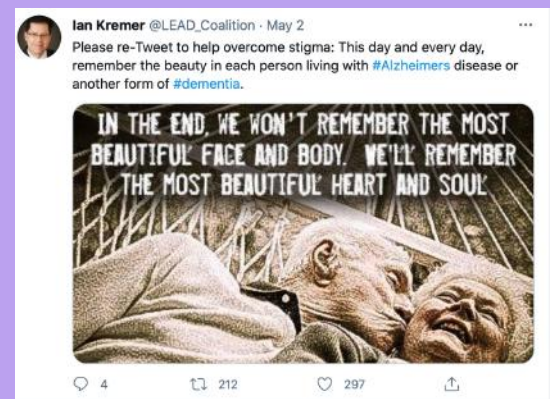 Ian Kremer @LEAD_Coalition · May 2
Please re-Tweet to help overcome stigma: This day and every day,
remember the beauty in each person living with #Alzheimers disease or
another form of #dementia.
IN THE END, WE WON'T REMEMBER THE MOST
BEAUTIFUL FACE AND BODY. WE'LL REMEMBER
THE MOST BEAUTIFUL HEART AND SOUL
4 212 297